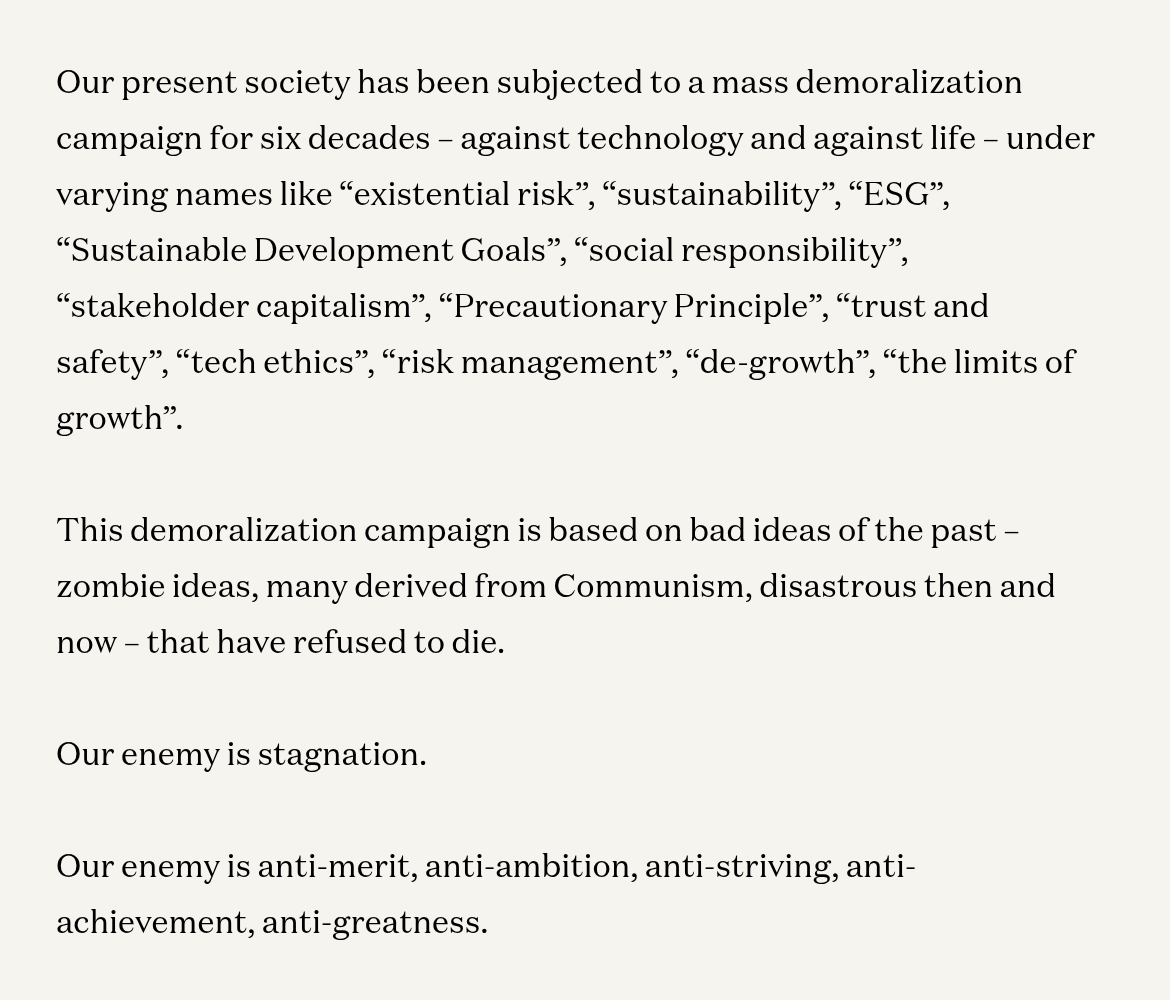 Our present society has been subjected to a mass demoralization
campaign for six decades – against technology and against life – under
varying names like “existential risk”, “sustainability”, “ESG”,
“Sustainable Development Goals”, “social responsibility”,
“stakeholder capitalism”, “Precautionary Principle”, “trust and
safety”, “tech ethics”, “risk management”, “de-growth”, “the limits of
growth”.
This demoralization campaign is based on bad ideas of the past –
zombie ideas, many derived from Communism, disastrous then and
now – that have refused to die.
Our enemy is stagnation.
Our enemy is anti-merit, anti-ambition, anti-striving, anti-
achievement, anti-greatness.